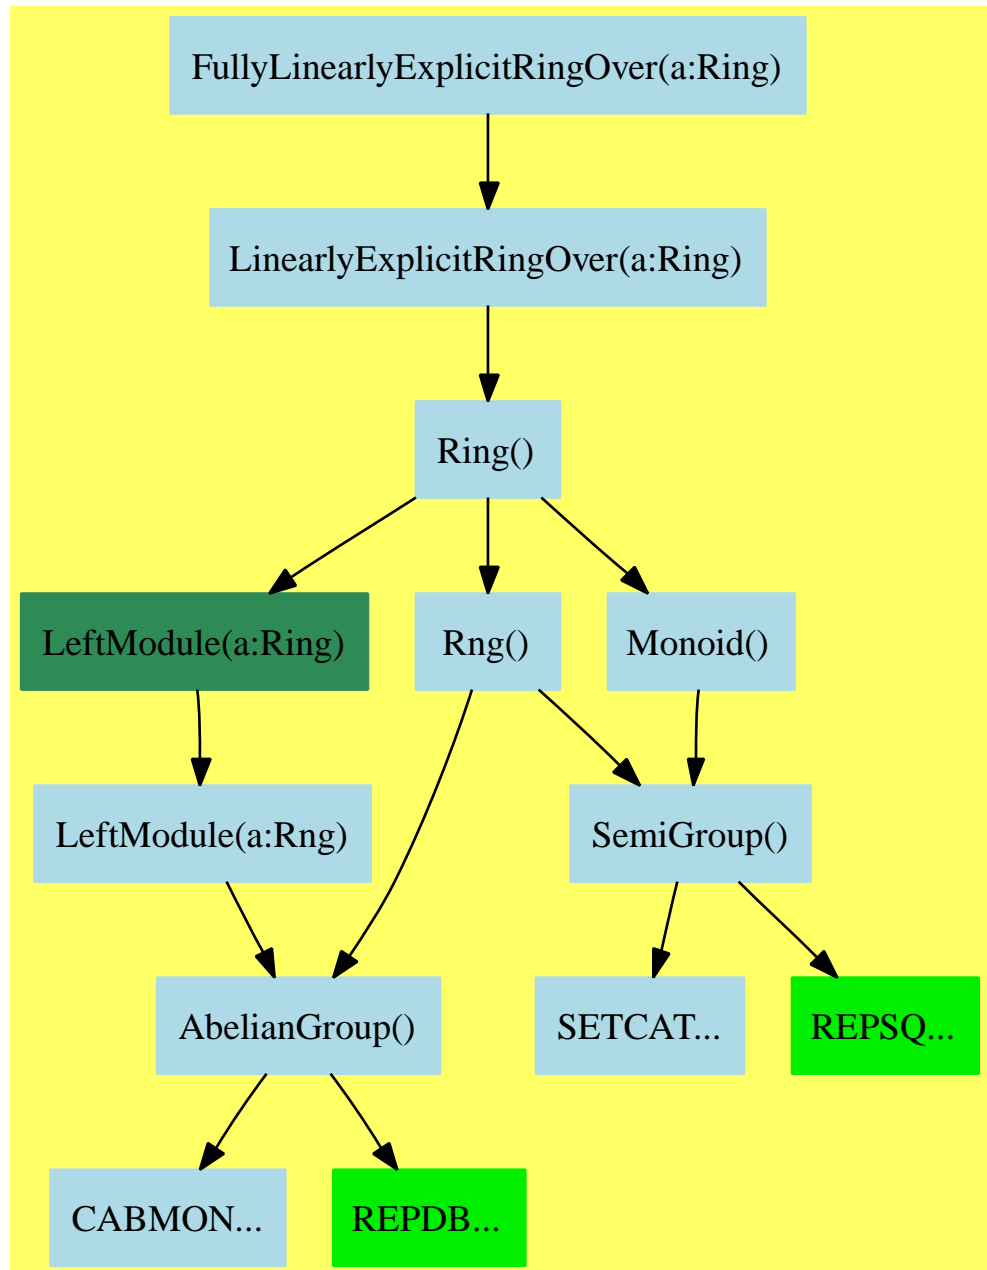 FullyLinearlyExplicitRingOver(a:Ring)
LinearlyExplicitRingOver(a:Ring)
Ring()
LeftModule(a:Ring)
Rng()
Monoid()
LeftModule(a:Rng)
SemiGroup()
AbelianGroup()
SETCAT...
REPSQ...
CABMON...
REPDB...